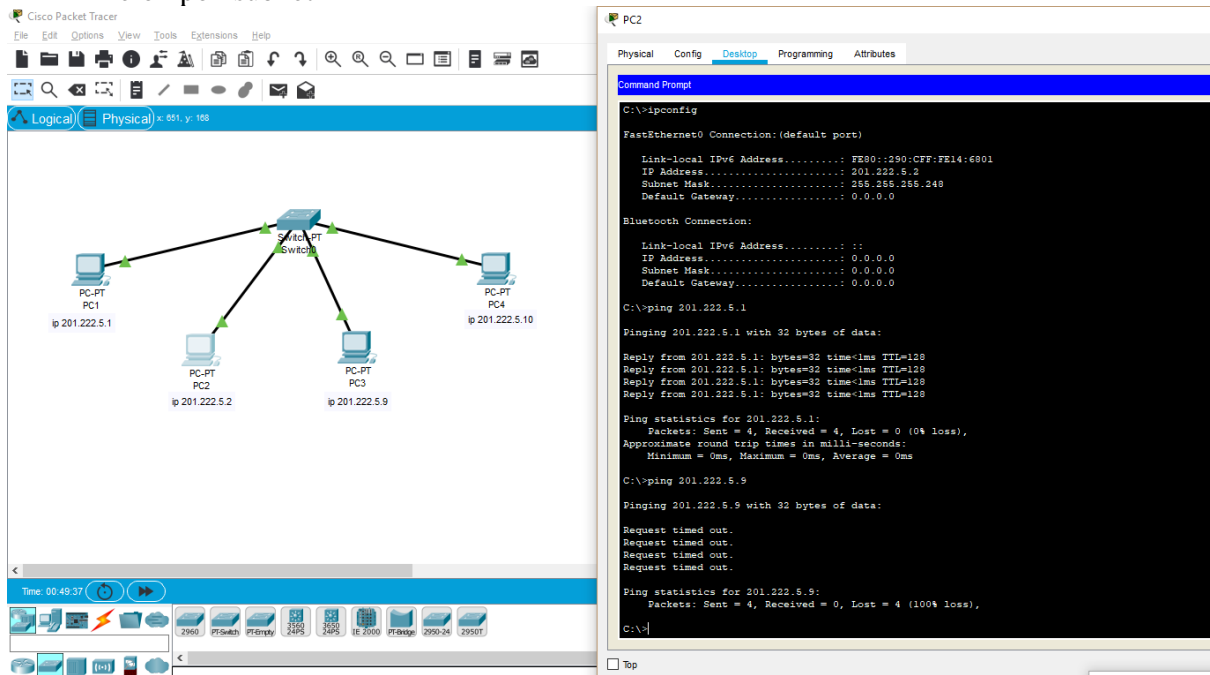 Cisco Packet Tracer
File Edit Options View Tools Extensions Help
Logical Physical x: 651, y: 168
Switch-PT
Switch0
PC-PT
PC1
ip 201.222.5.1
PC-PT
PC2
ip 201.222.5.2
PC-PT
PC3
ip 201.222.5.9
PC-PT
PC4
ip 201.222.5.10
Time: 00:49:37
2960 PT-Switch PT-Empty 3560 24PS 3650 24PS IE 2000 PT-Bridge 2950-24 2950T
PC2
Physical Config Desktop Programming Attributes
Command Prompt
C:\>ipconfig
FastEthernet0 Connection:(default port)
Link-local IPv6 Address.........: FE80::290:CFF:FE14:6801
IP Address......................: 201.222.5.2
Subnet Mask.....................: 255.255.255.248
Default Gateway.................: 0.0.0.0
Bluetooth Connection:
Link-local IPv6 Address.........: ::
IP Address......................: 0.0.0.0
Subnet Mask.....................: 0.0.0.0
Default Gateway.................: 0.0.0.0
C:\>ping 201.222.5.1
Pinging 201.222.5.1 with 32 bytes of data:
Reply from 201.222.5.1: bytes=32 time<1ms TTL=128
Reply from 201.222.5.1: bytes=32 time<1ms TTL=128
Reply from 201.222.5.1: bytes=32 time<1ms TTL=128
Reply from 201.222.5.1: bytes=32 time<1ms TTL=128
Ping statistics for 201.222.5.1:
Packets: Sent = 4, Received = 4, Lost = 0 (0% loss),
Approximate round trip times in milli-seconds:
Minimum = 0ms, Maximum = 0ms, Average = 0ms
C:\>ping 201.222.5.9
Pinging 201.222.5.9 with 32 bytes of data:
Request timed out.
Request timed out.
Request timed out.
Request timed out.
Ping statistics for 201.222.5.9:
Packets: Sent = 4, Received = 0, Lost = 4 (100% loss),
C:\>
Top